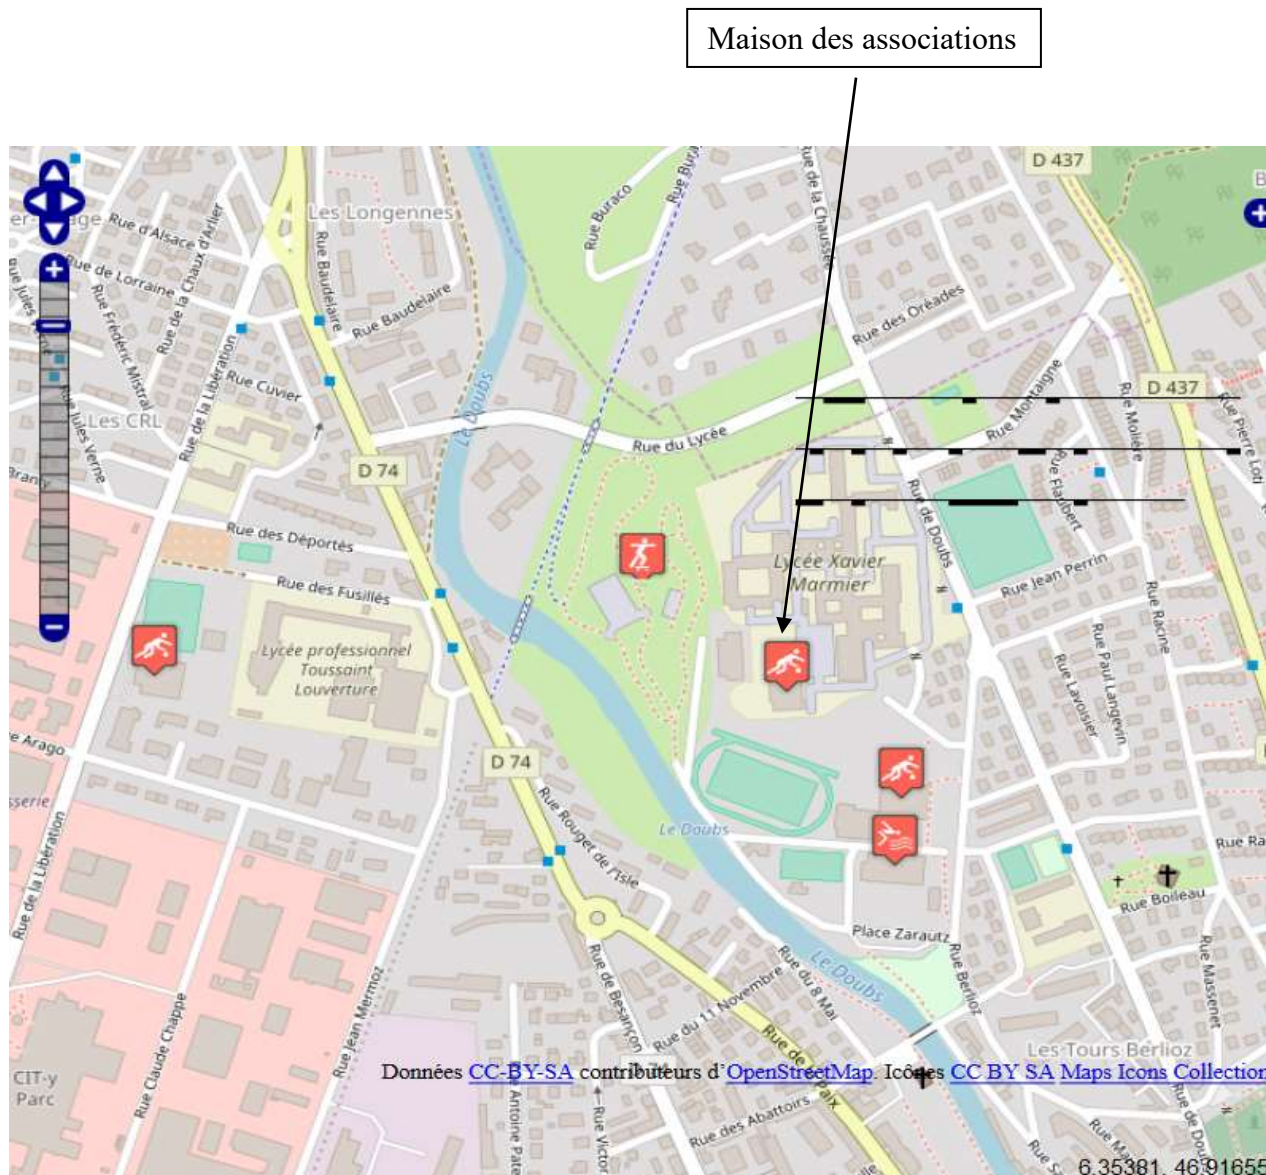 Maison des associations
D 437
Rue de la Chaussée
Rue Buraco
Les Longennes
Rue d'Alsace
Rue de la Chaux d'Arlier
Rue de Lorraine
Rue Baudelaire
Rue Baudelaire
Rue Frédéric Mistral
Rue des Oréades
Rue Cuvier
Rue de la Libération
Rue Jules Verne
Les CRL
Le Doubs
Rue du Lycée
Rue Montaigne
Rue Molière
D 437
Rue Pierre Loti
D 74
Branly
Rue de Doubs
Rue Flaubert
Rue des Déportés
Rue des Fusillés
Lycée Xavier
Marmier
Rue Jean Perrin
Rue Racine
Lycée professionnel
Toussaint
Louverture
Rue Paul Langevin
Rue Lavoisier
Arago
D 74
Rue Rouget de l'Isle
Le Doubs
Rue de la Libération
Rue Boileau
Place Zarautz
Rue Berlioz
Le Doubs
Rue du 8 Mai
Rue du 11 Novembre
Rue de Besançon
Rue Massenet
Rue Jean Mermoz
Rue Claude Chappe
Les Tours Berlioz
CIT-y
Parc
Données CC-BY-SA contributeurs d'OpenStreetMap. Icônes CC BY SA Maps Icons Collection
Rue des Abattoirs
6.35381, 46.91655